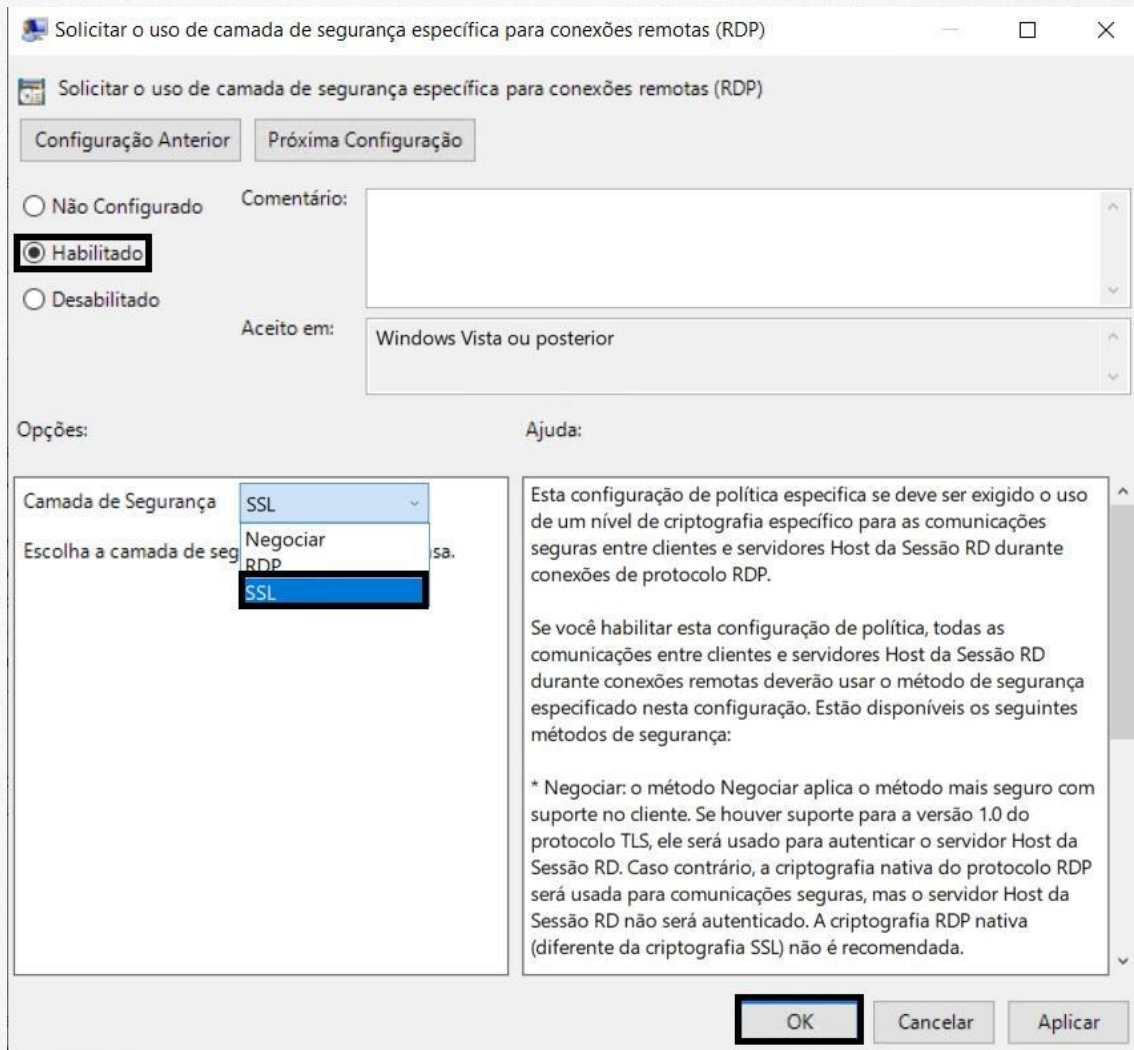 Solicitar o uso de camada de segurança específica para conexões remotas (RDP)
Solicitar o uso de camada de segurança específica para conexões remotas (RDP)
Configuração Anterior
Próxima Configuração
Não Configurado
Comentário:
Habilitado
Desabilitado
Aceito em:
Windows Vista ou posterior
Opções:
Ajuda:
Camada de Segurança
SSL
Negociar
Escolha a camada de seg
sa.
RDP
SSL
Esta configuração de política especifica se deve ser exigido o uso
de um nível de criptografia específico para as comunicações
seguras entre clientes e servidores Host da Sessão RD durante
conexões de protocolo RDP.
Se você habilitar esta configuração de política, todas as
comunicações entre clientes e servidores Host da Sessão RD
durante conexões remotas deverão usar o método de segurança
especificado nesta configuração. Estão disponíveis os seguintes
métodos de segurança:
* Negociar: o método Negociar aplica o método mais seguro com
suporte no cliente. Se houver suporte para a versão 1.0 do
protocolo TLS, ele será usado para autenticar o servidor Host da
Sessão RD. Caso contrário, a criptografia nativa do protocolo RDP
será usada para comunicações seguras, mas o servidor Host da
Sessão RD não será autenticado. A criptografia RDP nativa
(diferente da criptografia SSL) não é recomendada.
OK
Cancelar
Aplicar